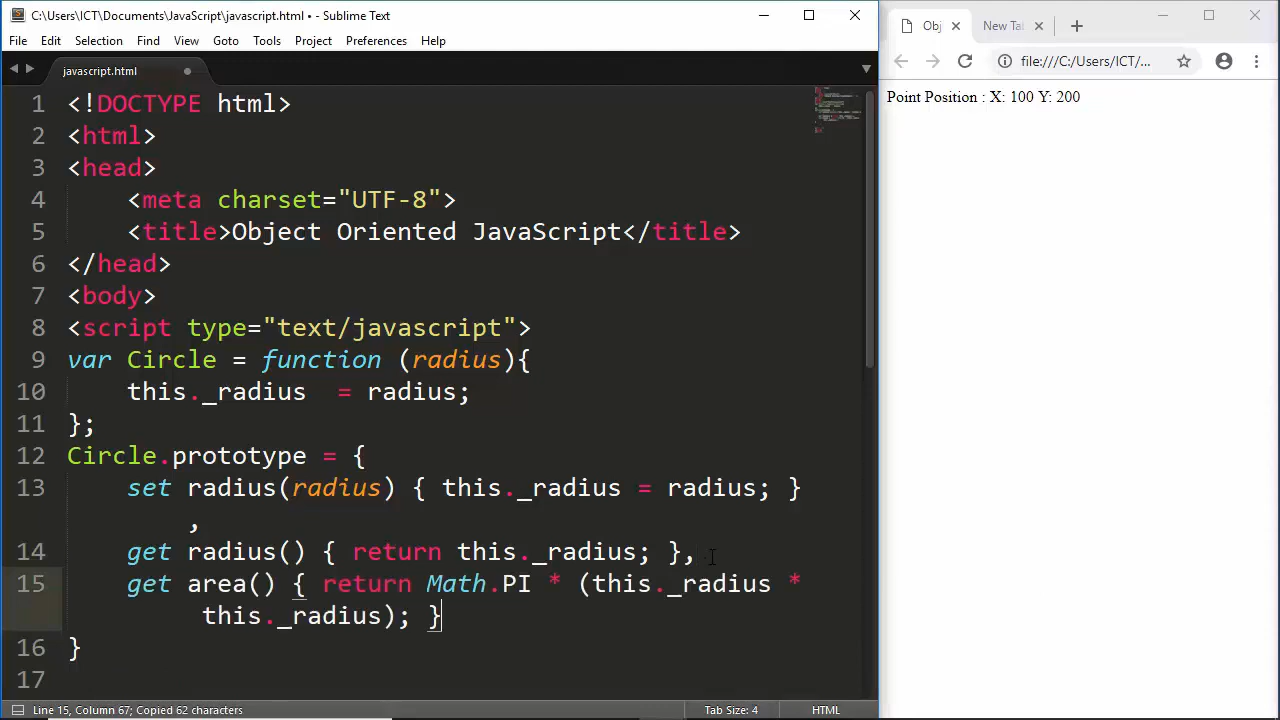 C:\Users\ICT\Documents\JavaScript\javascript.html • - Sublime Text
File Edit Selection Find View Goto Tools Project Preferences Help
javascript.html
1 <!DOCTYPE html>
2 <html>
3 <head>
4 <meta charset="UTF-8">
5 <title>Object Oriented JavaScript</title>
6 </head>
7 <body>
8 <script type="text/javascript">
9 var Circle = function (radius){
10 this._radius  = radius;
11 };
12 Circle.prototype = {
13 set radius(radius) { this._radius = radius; }
,
14 get radius() { return this._radius; },
15 get area() { return Math.PI * (this._radius *
this._radius); }
16 }
17
Line 15, Column 67; Copied 62 characters
Tab Size: 4
HTML
Obj
New Tal
file:///C:/Users/ICT/...
Point Position : X: 100 Y: 200